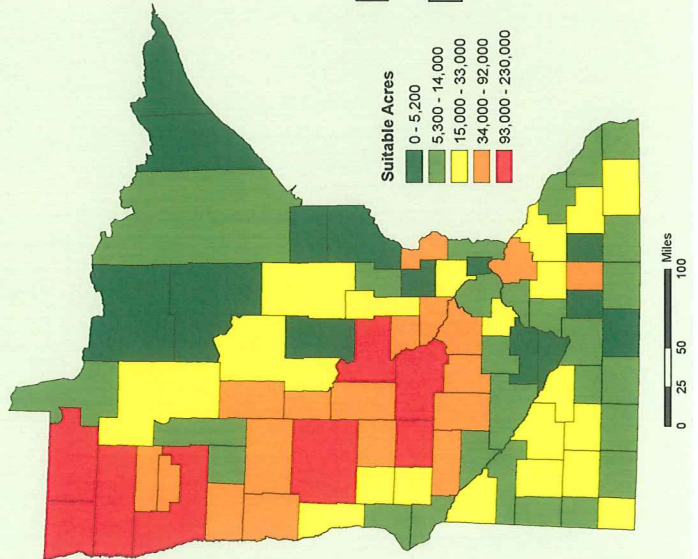 Suitable Acres
0 - 5,200
5,300 - 14,000
15,000 - 33,000
34,000 - 92,000
93,000 - 230,000
0 25 50 100
Miles